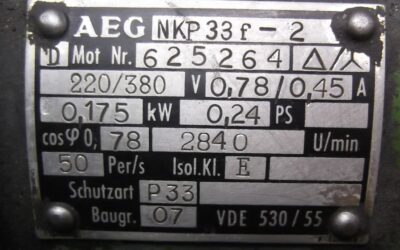 AEG NKP 33 f - 2
D Mot Nr. 625264 △/Y
220/380 V 0,78/0,45 A
0,175 kW 0,24 PS
cosφ 0,78 2840 U/min
50 Per/s Isol.Kl. E
Schutzart P33
Baugr. 07 VDE 530/55